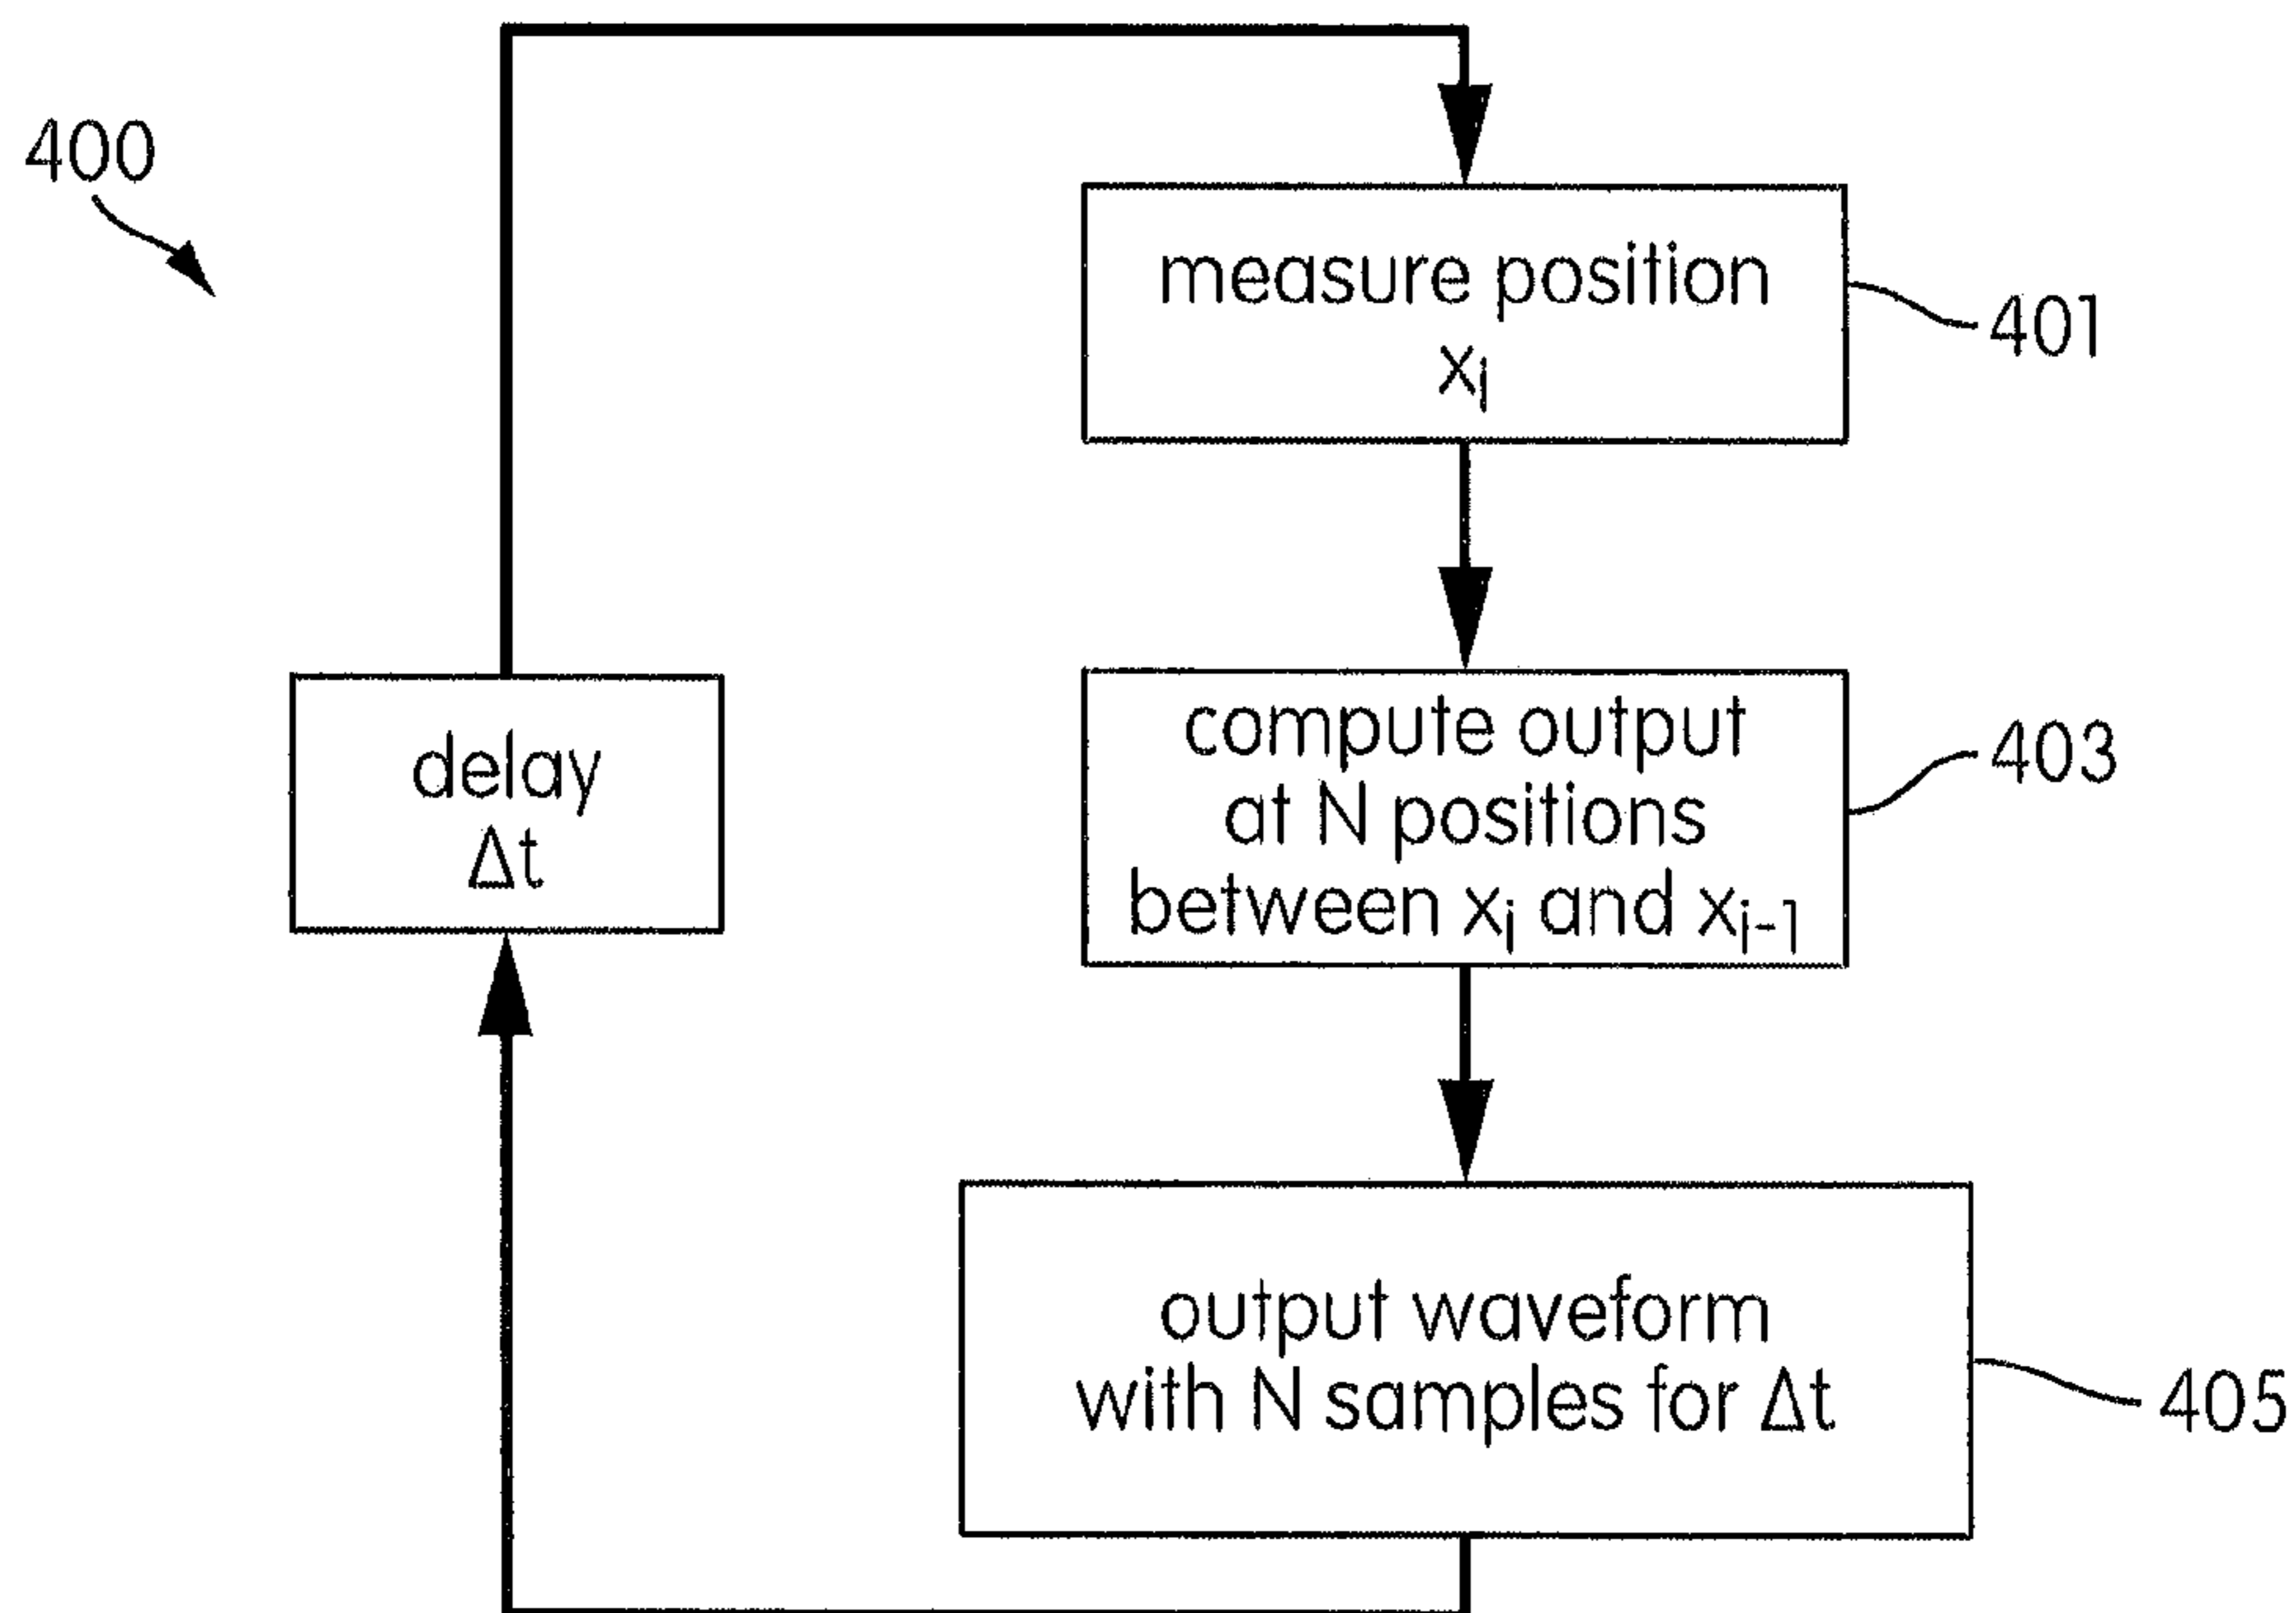 400
measure position
xᵢ
401
compute output
at N positions
between xᵢ and xᵢ₋₁
403
delay
Δt
output waveform
with N samples for Δt
405